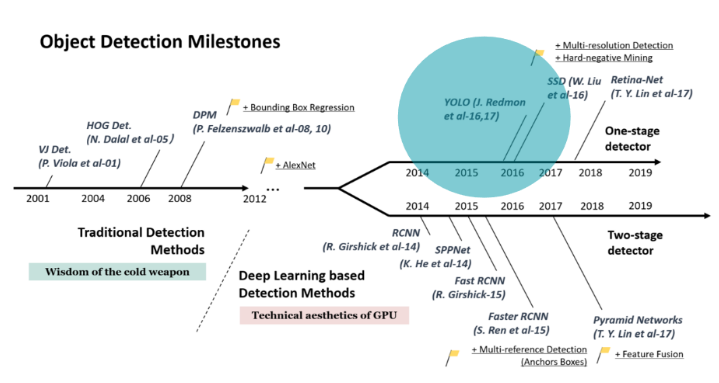 Object Detection Milestones
+ Multi-resolution Detection
+ Hard-negative Mining
SSD (W. Liu
et al-16)
Retina-Net
(T. Y. Lin et al-17)
YOLO (J. Redmon
et al-16,17)
+ Bounding Box Regression
DPM
(P. Felzenszwalb et al-08, 10)
HOG Det.
(N. Dalal et al-05)
VJ Det.
(P. Viola et al-01)
+ AlexNet
One-stage
detector
2014 2015 2016 2017 2018 2019
2001 2004 2006 2008 2012 ...
2014 2015 2016 2017 2018 2019
Traditional Detection
Methods
Wisdom of the cold weapon
Deep Learning based
Detection Methods
Technical aesthetics of GPU
RCNN
(R. Girshick et al-14)
SPPNet
(K. He et al-14)
Fast RCNN
(R. Girshick-15)
Faster RCNN
(S. Ren et al-15)
Two-stage
detector
Pyramid Networks
(T. Y. Lin et al-17)
+ Multi-reference Detection
(Anchors Boxes)
+ Feature Fusion